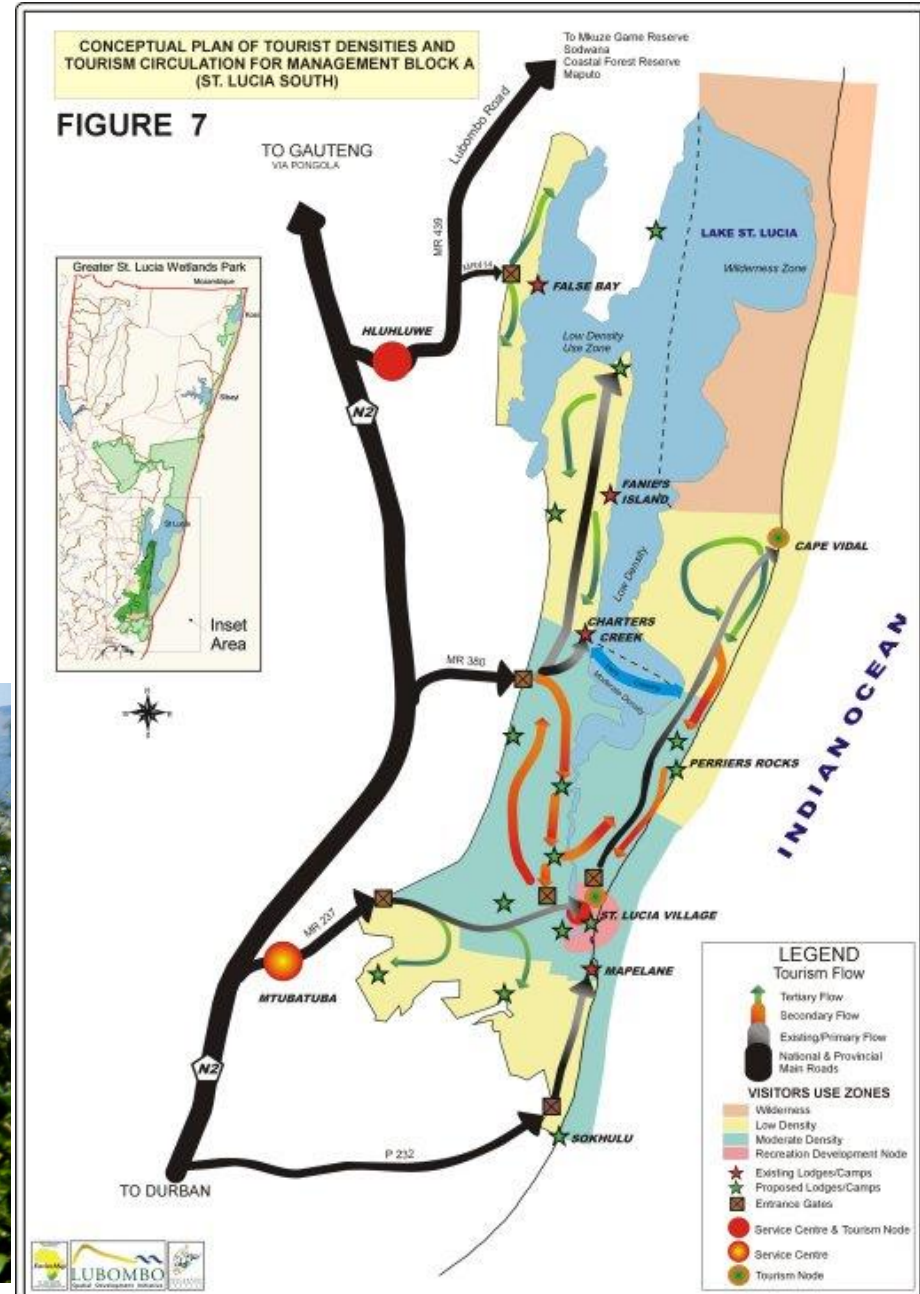 CONCEPTUAL PLAN OF TOURIST DENSITIES AND
TOURISM CIRCULATION FOR MANAGEMENT BLOCK A
(ST. LUCIA SOUTH)
FIGURE 7
To Mkuze Game Reserve
Sodwana
Coastal Forest Reserve
Maputo
Lubombo Road
TO GAUTENG
VIA PONGOLA
MR 439
MR414
LAKE ST. LUCIA
Wilderness Zone
Greater St. Lucia Wetlands Park
Mozambique
Kosi
Sibayi
St Lucia
Inset
Area
FALSE BAY
HLUHLUWE
Low Density
Use Zone
N2
FANIE'S
ISLAND
CAPE VIDAL
Low Density
CHARTERS
CREEK
MR 380
Moderate Density
PERRIERS ROCKS
INDIAN OCEAN
ST. LUCIA VILLAGE
MR 237
MAPELANE
MTUBATUBA
N2
SOKHULU
P 232
TO DURBAN
LEGEND
Tourism Flow
Tertiary Flow
Secondary Flow
Existing/Primary Flow
National & Provincial
Main Roads
VISITORS USE ZONES
Wilderness
Low Density
Moderate Density
Recreation Development Node
Existing Lodges/Camps
Proposed Lodges/Camps
Entrance Gates
Service Centre & Tourism Node
Service Centre
Tourism Node
LUBOMBO
Spatial Development Initiative